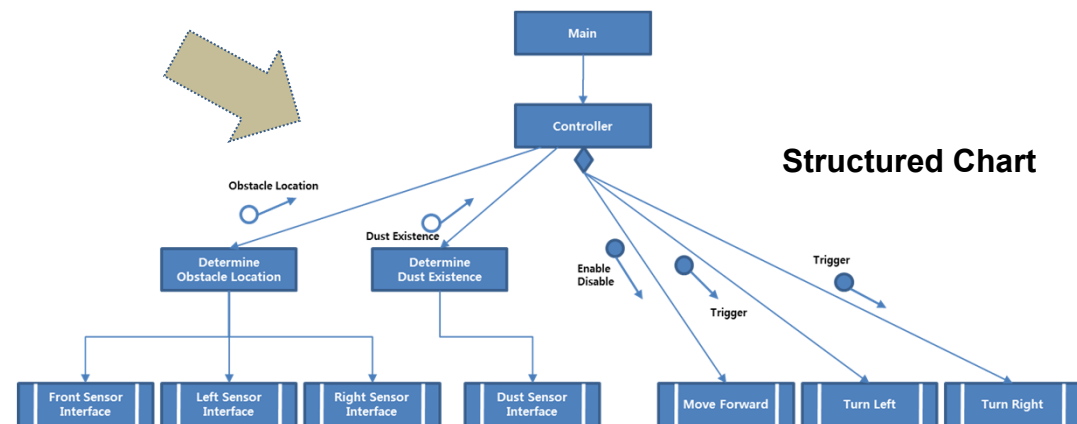 Main
Controller
Structured Chart
Obstacle Location
Dust Existence
Determine
Obstacle Location
Determine
Dust Existence
Enable
Disable
Trigger
Trigger
Front Sensor
Interface
Left Sensor
Interface
Right Sensor
Interface
Dust Sensor
Interface
Move Forward
Turn Left
Turn Right